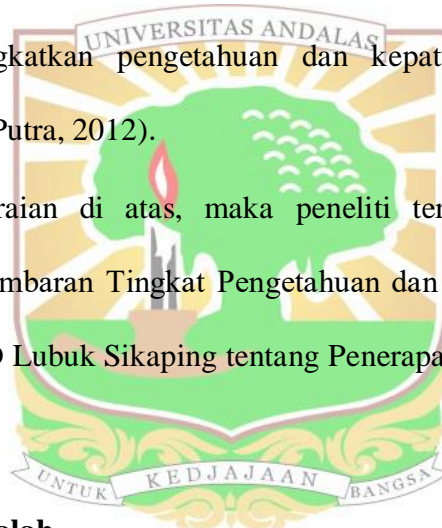 UNIVERSITAS ANDALAS
gkatkan pengetahuan dan kepat
Putra, 2012).
raian di atas, maka peneliti ter
mbaran Tingkat Pengetahuan dan
D Lubuk Sikaping tentang Penerapa
UNTUK KEDJAJAAN BANGSA